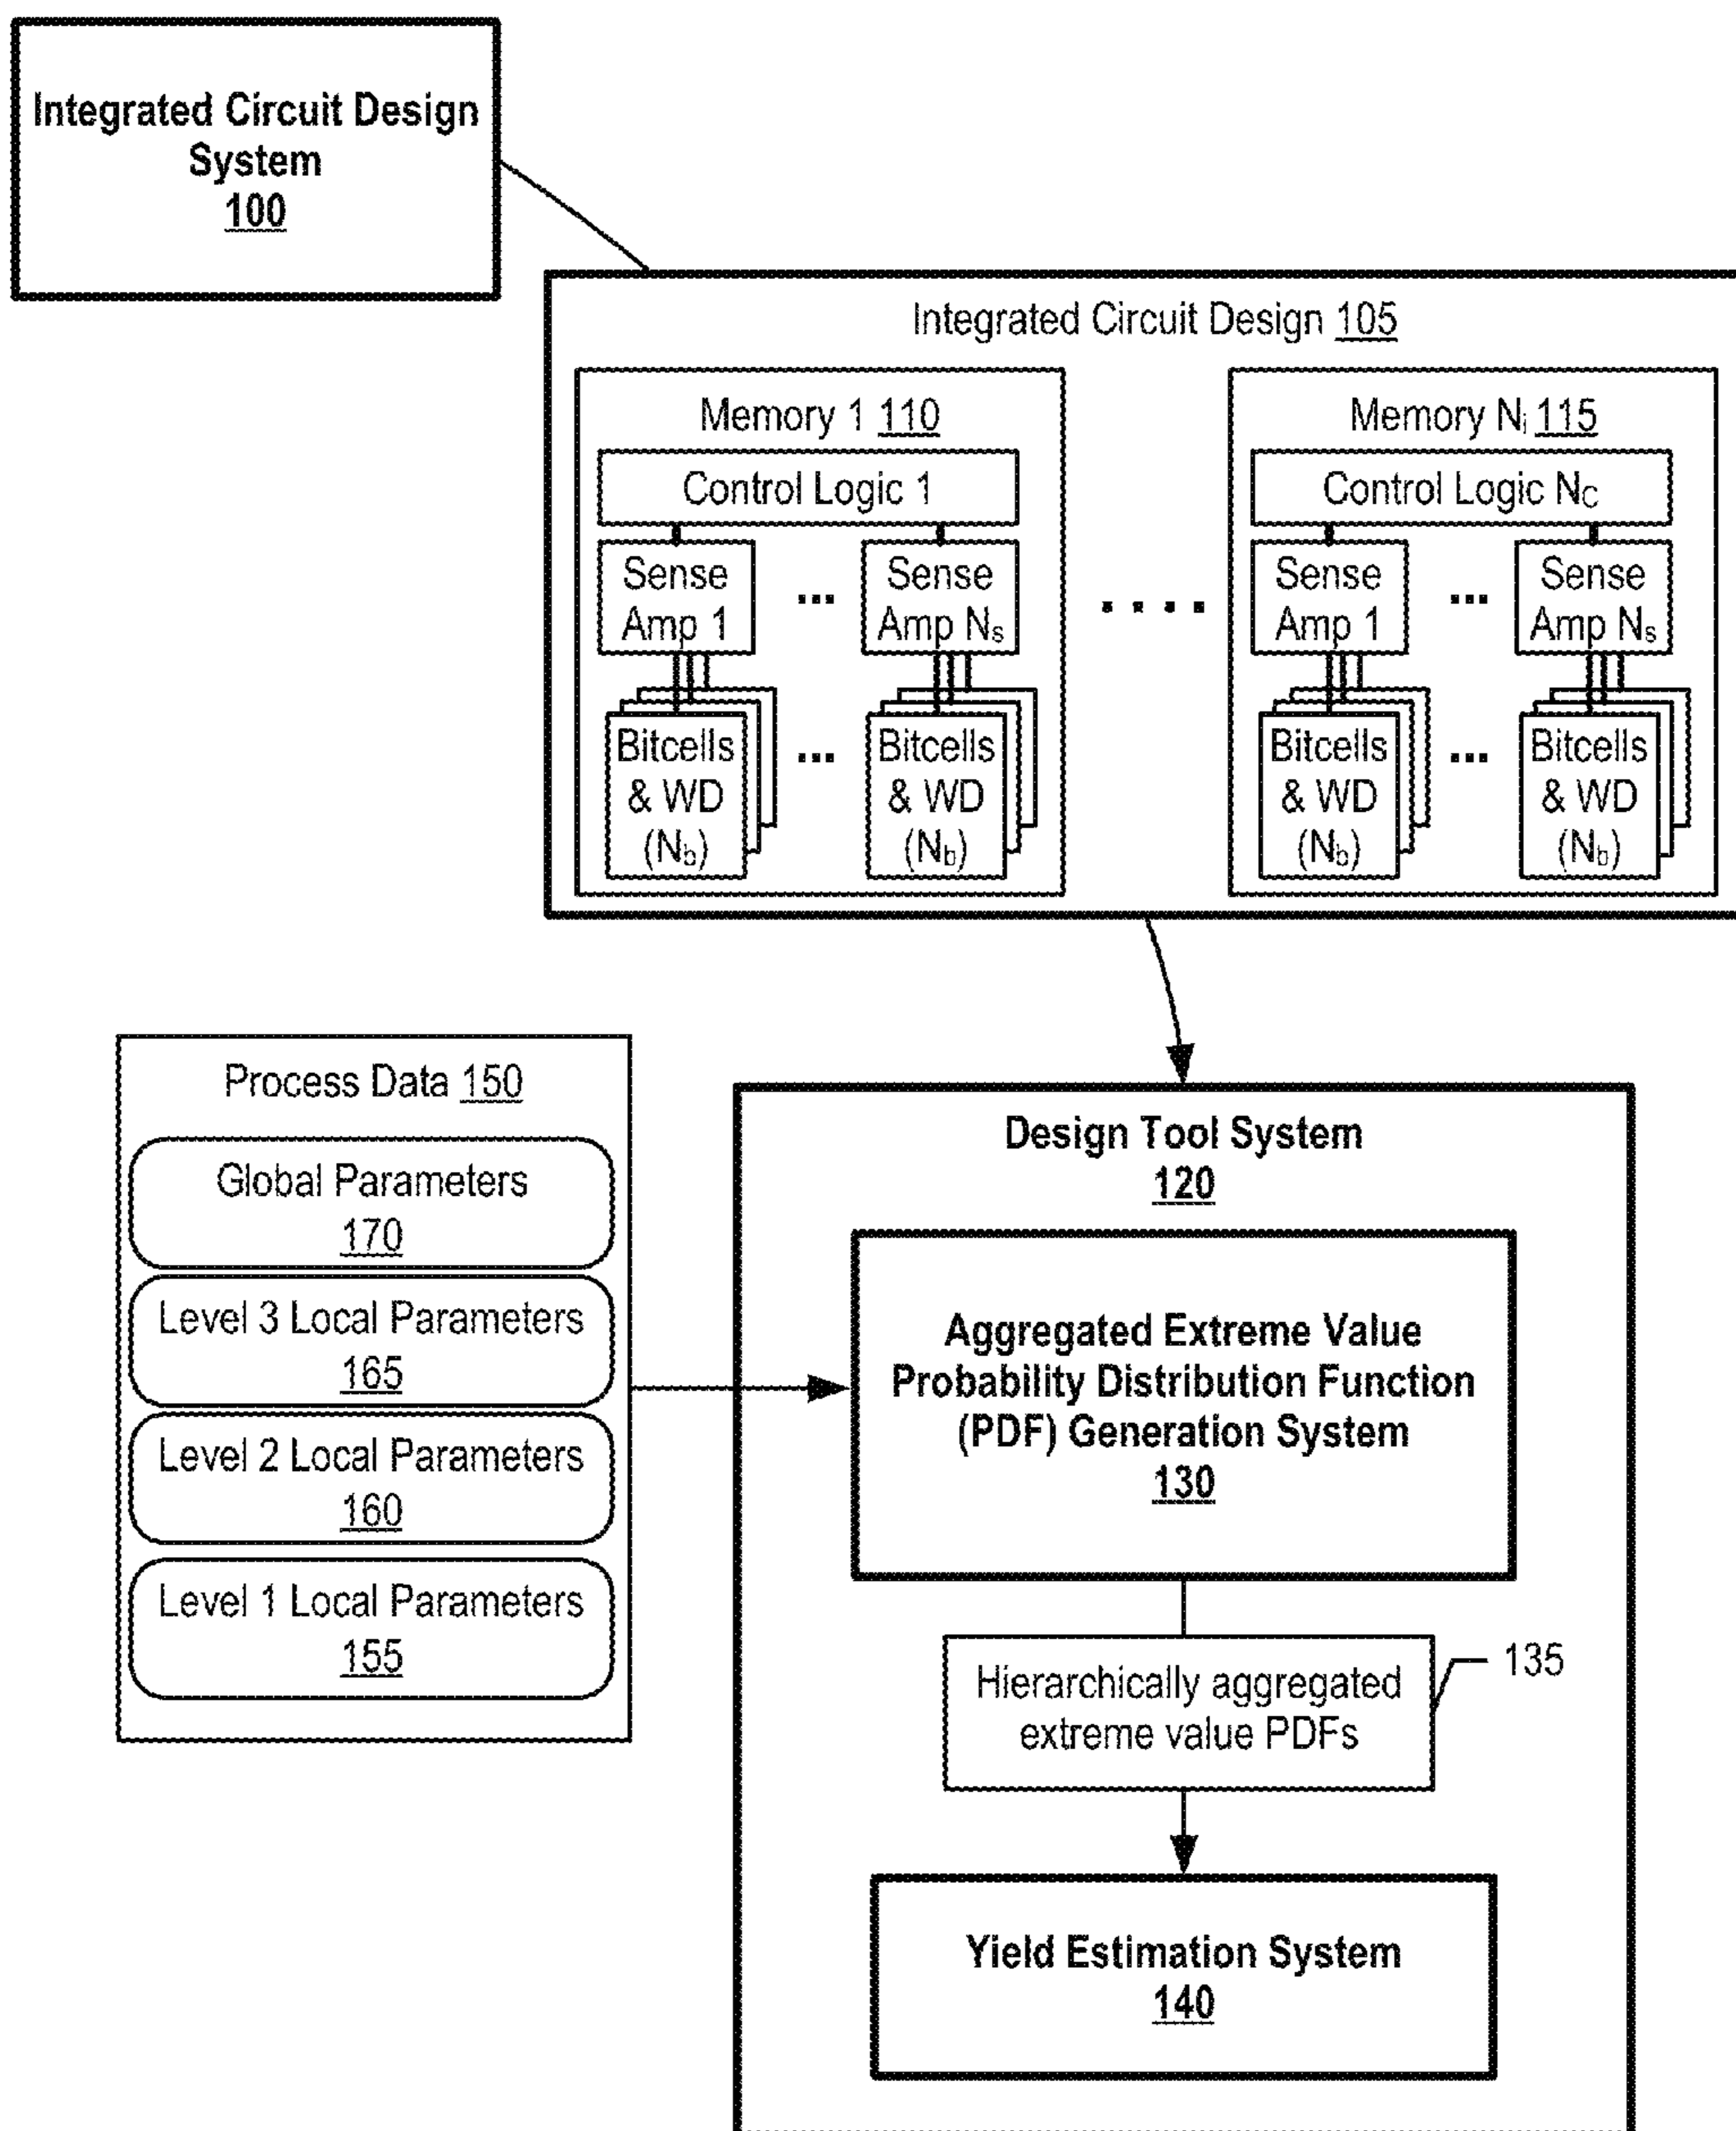 Integrated Circuit Design
System
100
Integrated Circuit Design 105
Memory 1 110
Control Logic 1
Sense
Amp 1
...
Sense
Amp Ns
Bitcells
& WD
(Nb)
...
Bitcells
& WD
(Nb)
....
Memory Ni 115
Control Logic NC
Sense
Amp 1
...
Sense
Amp Ns
Bitcells
& WD
(Nb)
...
Bitcells
& WD
(Nb)
Process Data 150
Global Parameters
170
Level 3 Local Parameters
165
Level 2 Local Parameters
160
Level 1 Local Parameters
155
Design Tool System
120
Aggregated Extreme Value
Probability Distribution Function
(PDF) Generation System
130
Hierarchically aggregated
extreme value PDFs
135
Yield Estimation System
140